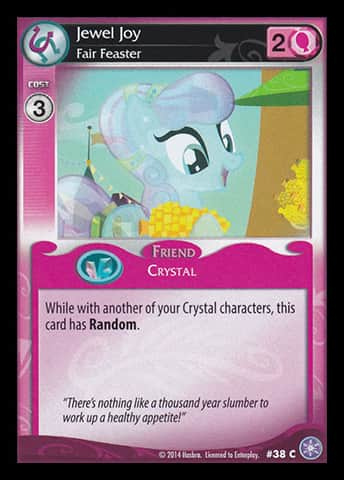 Jewel Joy
Fair Feaster
2
COST
3
FRIEND
CRYSTAL
While with another of your Crystal characters, this
card has Random.
"There's nothing like a thousand year slumber to
work up a healthy appetite!"
© 2014 Hasbro. Licensed to Enterplay. #38 C